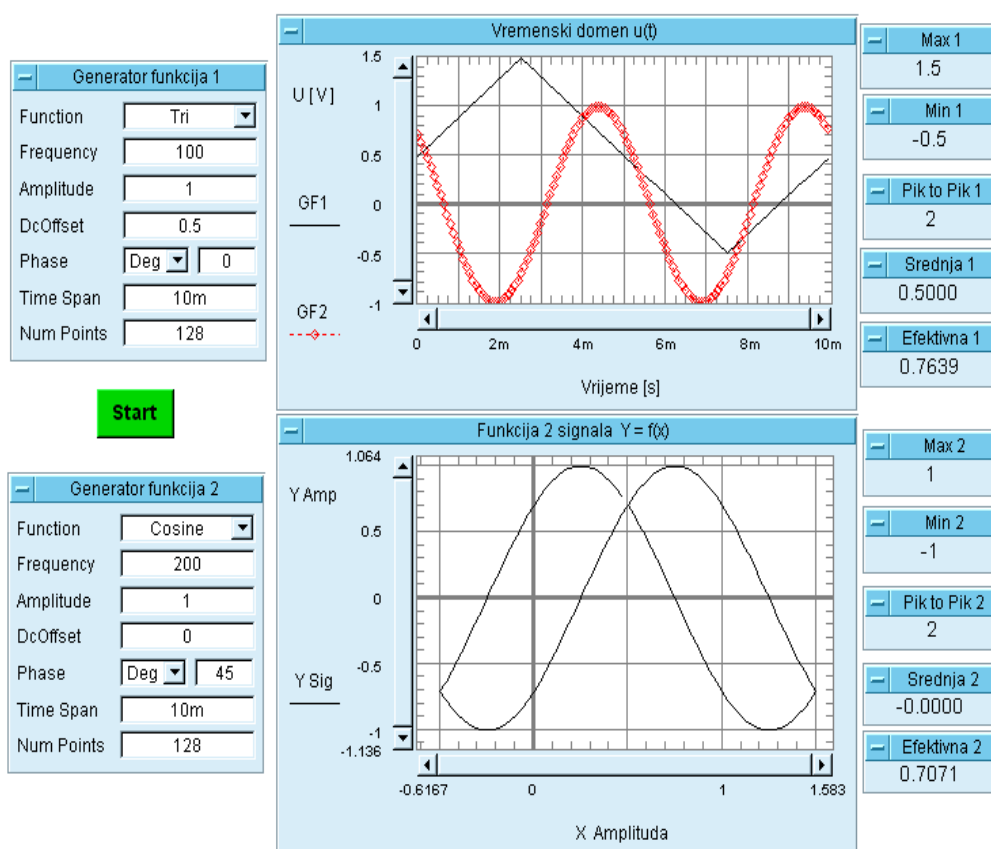 Generator funkcija 1
Function Tri
Frequency 100
Amplitude 1
DcOffset 0.5
Phase Deg 0
Time Span 10m
Num Points 128
Start
Generator funkcija 2
Function Cosine
Frequency 200
Amplitude 1
DcOffset 0
Phase Deg 45
Time Span 10m
Num Points 128
Vremenski domen u(t)
U [V]
GF1
GF2
1.5
1
0.5
0
-0.5
-1
0 2m 4m 6m 8m 10m
Vrijeme [s]
Funkcija 2 signala Y = f(x)
Y Amp
Y Sig
1.064
0.5
0
-0.5
-1
-1.136
-0.6167 0 1 1.583
X Amplituda
Max 1
1.5
Min 1
-0.5
Pik to Pik 1
2
Srednja 1
0.5000
Efektivna 1
0.7639
Max 2
1
Min 2
-1
Pik to Pik 2
2
Srednja 2
-0.0000
Efektivna 2
0.7071